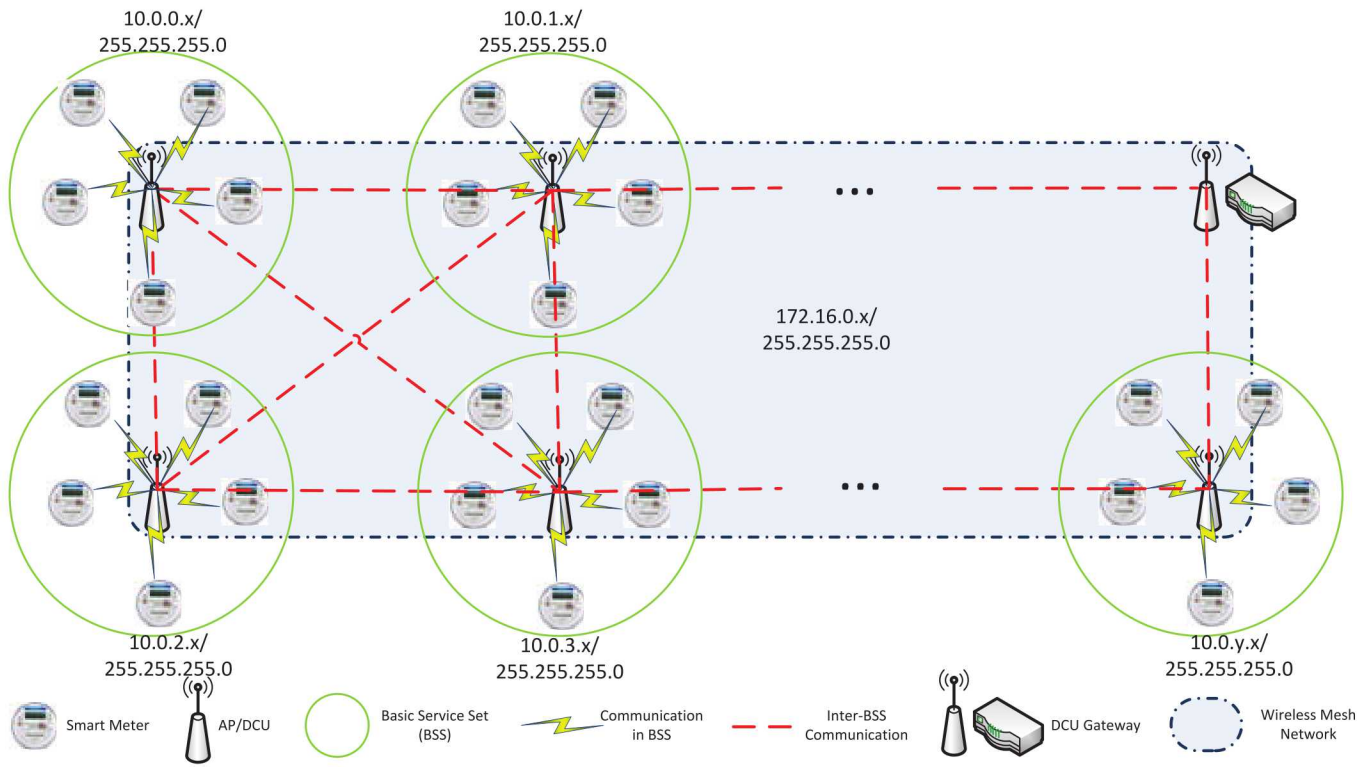 10.0.0.x/
255.255.255.0
10.0.1.x/
255.255.255.0
...
172.16.0.x/
255.255.255.0
...
10.0.2.x/
255.255.255.0
10.0.3.x/
255.255.255.0
10.0.y.x/
255.255.255.0
Smart Meter
AP/DCU
Basic Service Set
(BSS)
Communication
in BSS
Inter-BSS
Communication
DCU Gateway
Wireless Mesh
Network